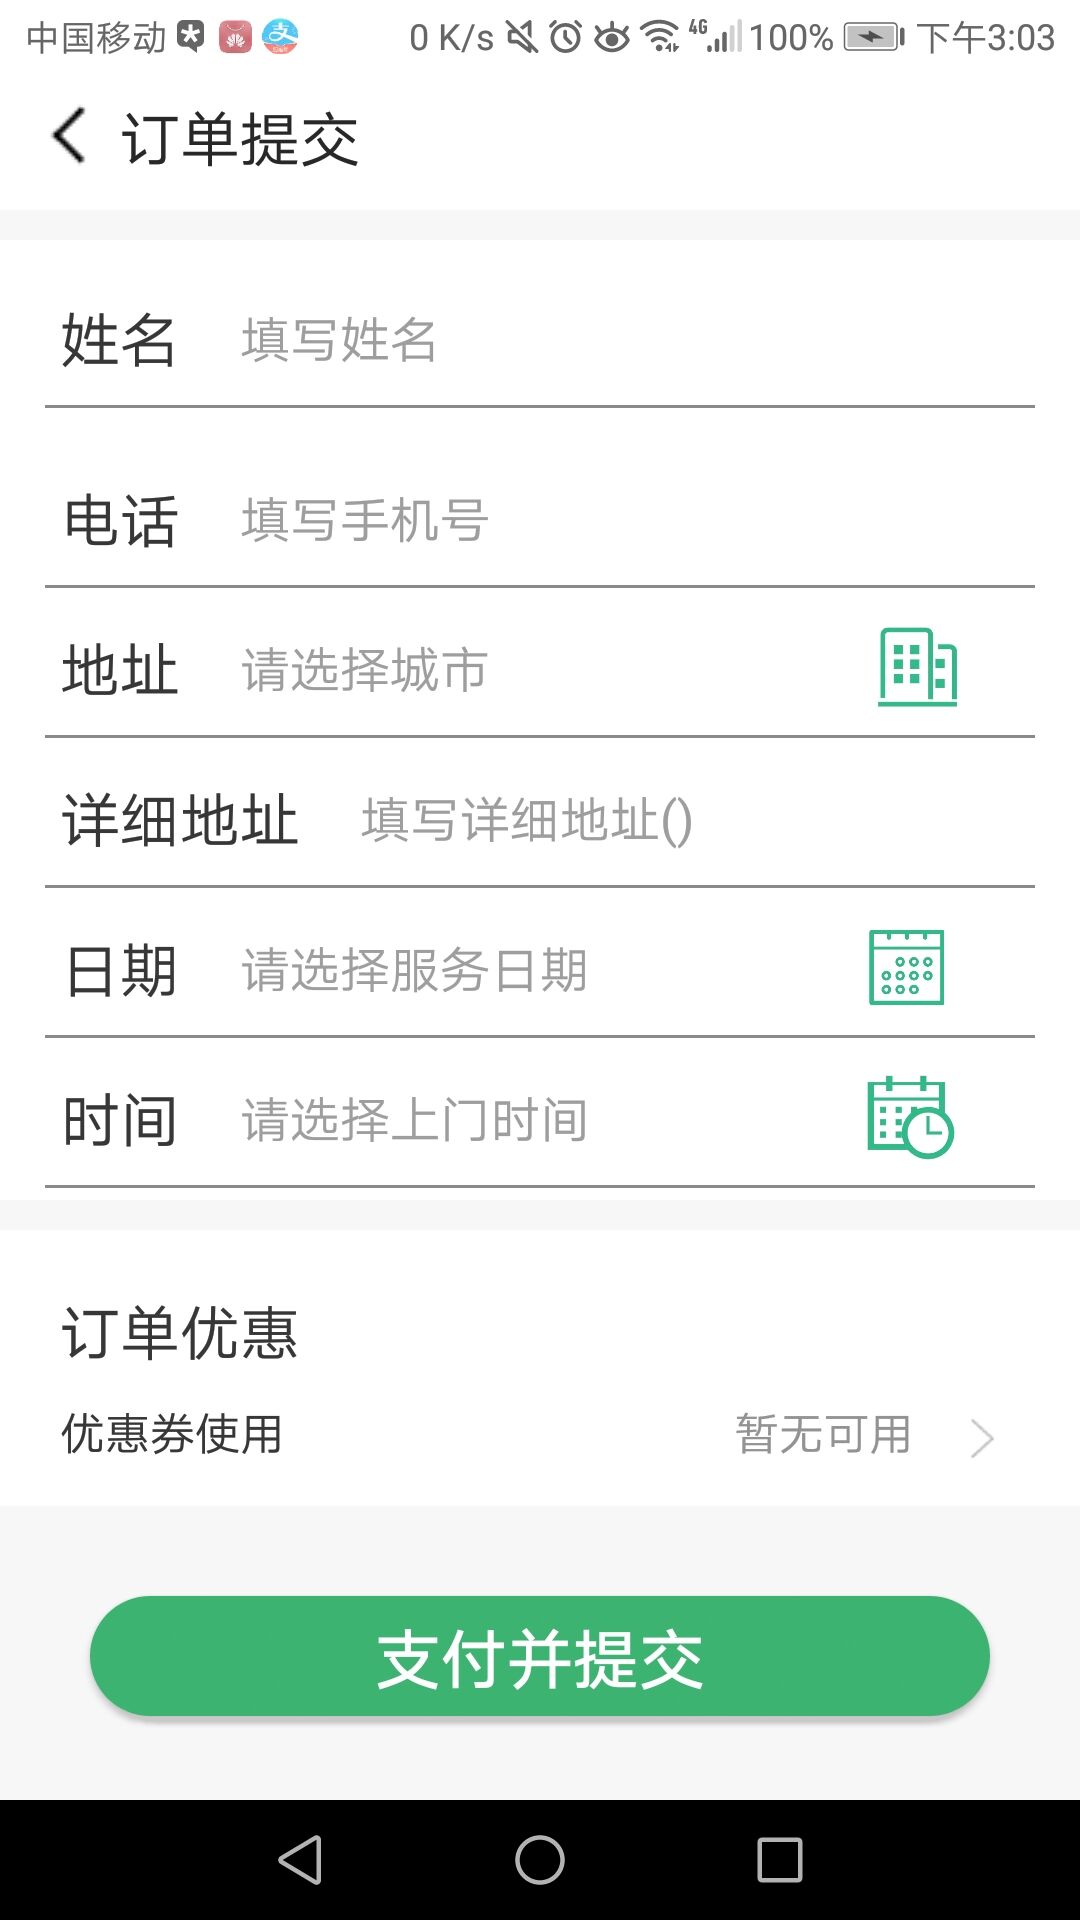 中国移动 0 K/s 4G 100% 下午3:03
订单提交
姓名 填写姓名
电话 填写手机号
地址 请选择城市
详细地址 填写详细地址()
日期 请选择服务日期
时间 请选择上门时间
订单优惠
优惠券使用 暂无可用
支付并提交